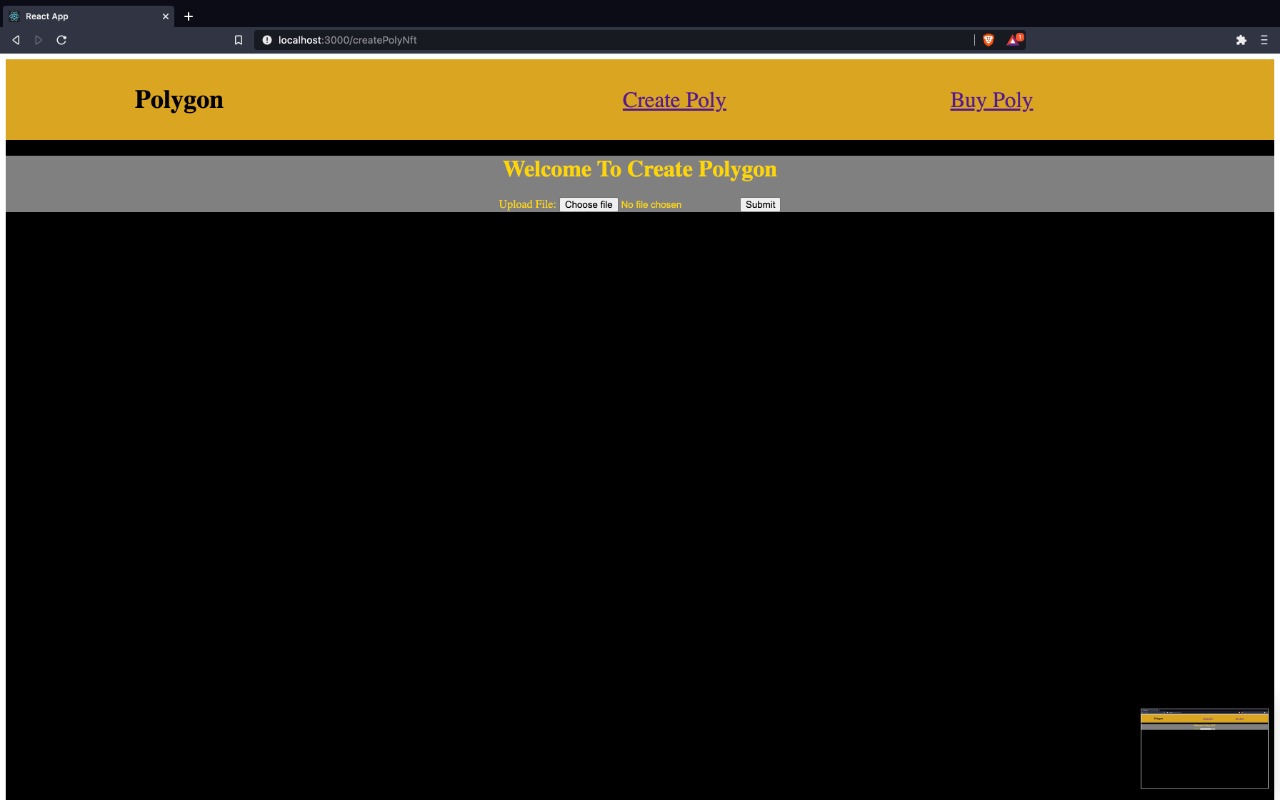 React App
localhost:3000/createPolyNft
1
Polygon
Create Poly
Buy Poly
Welcome To Create Polygon
Upload File: Choose file No file chosen Submit